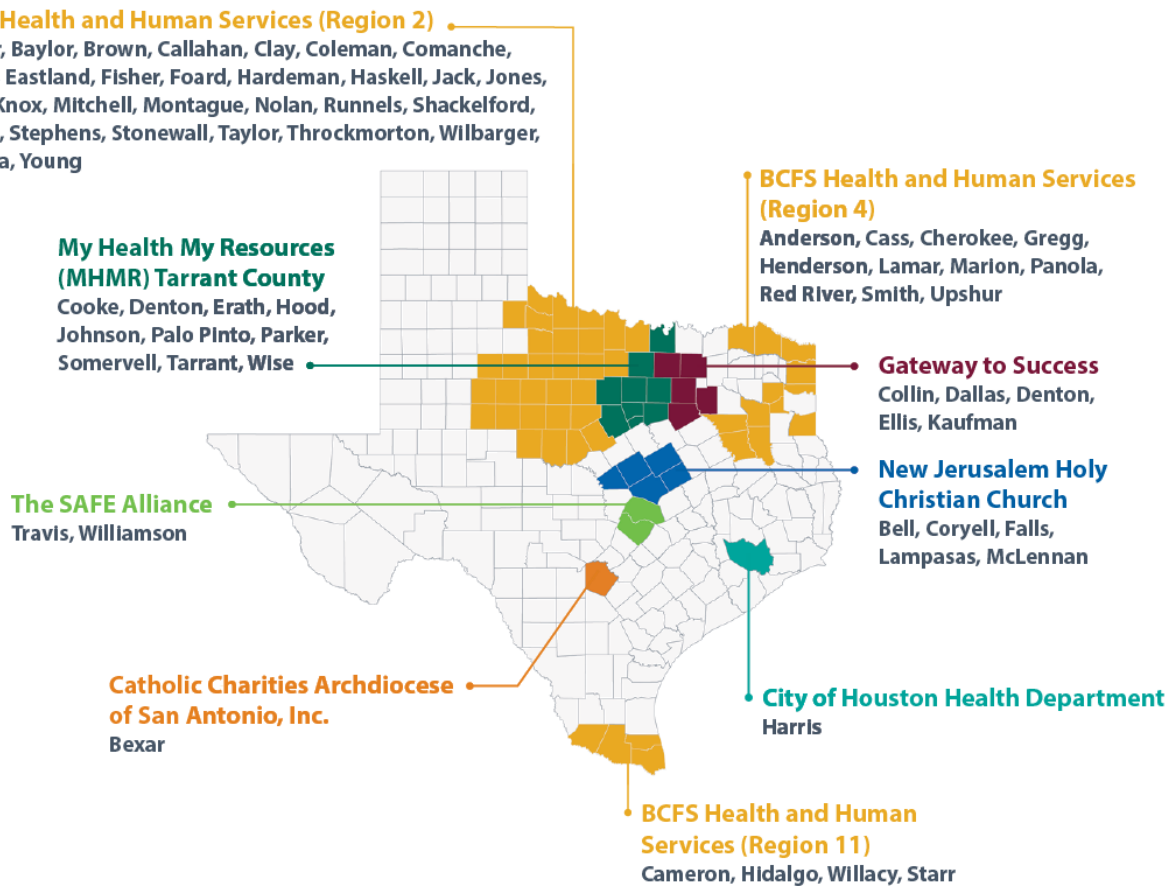 Health and Human Services (Region 2)
Baylor, Brown, Callahan, Clay, Coleman, Comanche,
Eastland, Fisher, Foard, Hardeman, Haskell, Jack, Jones,
Knox, Mitchell, Montague, Nolan, Runnels, Shackelford,
Stephens, Stonewall, Taylor, Throckmorton, Wilbarger,
Young
BCFS Health and Human Services
(Region 4)
Anderson, Cass, Cherokee, Gregg,
Henderson, Lamar, Marion, Panola,
Red River, Smith, Upshur
My Health My Resources
(MHMR) Tarrant County
Cooke, Denton, Erath, Hood,
Johnson, Palo Pinto, Parker,
Somervell, Tarrant, Wise
Gateway to Success
Collin, Dallas, Denton,
Ellis, Kaufman
New Jerusalem Holy
Christian Church
Bell, Coryell, Falls,
Lampasas, McLennan
The SAFE Alliance
Travis, Williamson
Catholic Charities Archdiocese
of San Antonio, Inc.
Bexar
City of Houston Health Department
Harris
BCFS Health and Human
Services (Region 11)
Cameron, Hidalgo, Willacy, Starr